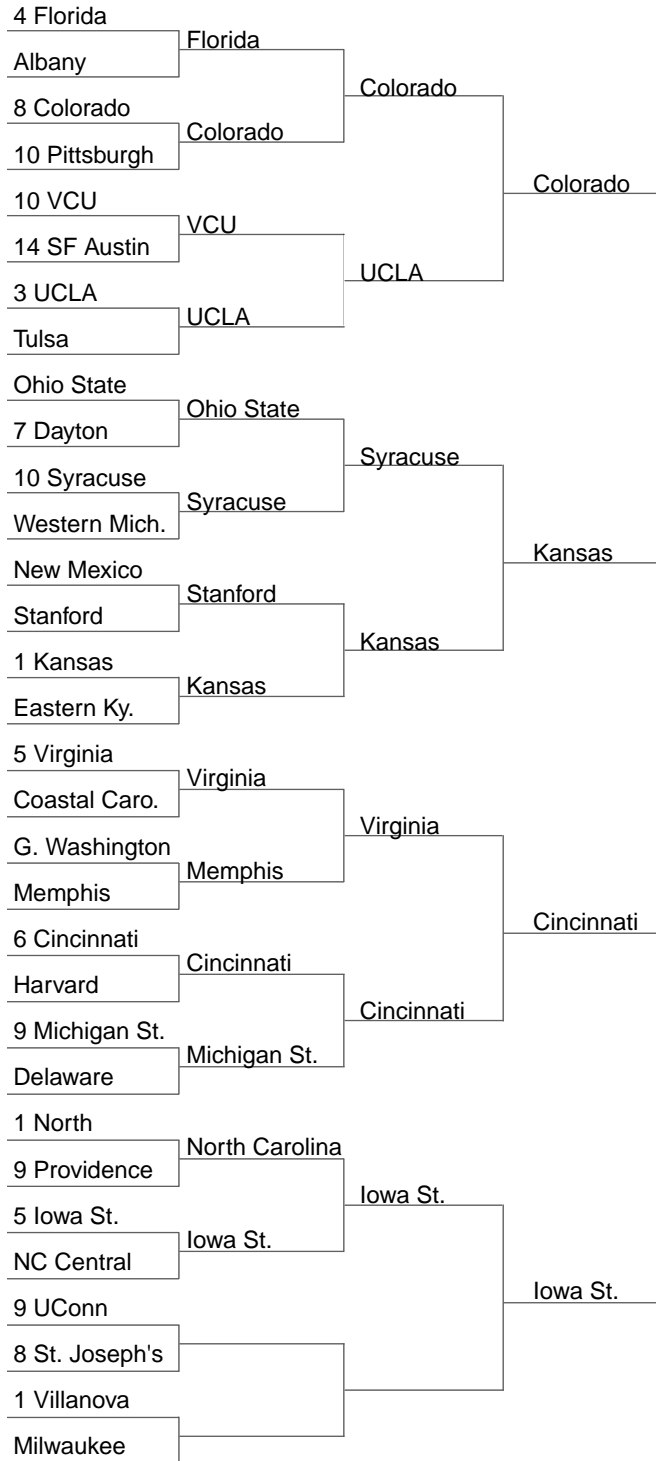 4 Florida
Albany
8 Colorado
10 Pittsburgh
10 VCU
14 SF Austin
3 UCLA
Tulsa
Ohio State
7 Dayton
10 Syracuse
Western Mich.
New Mexico
Stanford
1 Kansas
Eastern Ky.
5 Virginia
Coastal Caro.
G. Washington
Memphis
6 Cincinnati
Harvard
9 Michigan St.
Delaware
1 North
9 Providence
5 Iowa St.
NC Central
9 UConn
8 St. Joseph's
1 Villanova
Milwaukee
Florida
Colorado
VCU
UCLA
Ohio State
Syracuse
Stanford
Kansas
Virginia
Memphis
Cincinnati
Michigan St.
North Carolina
Iowa St.
Colorado
UCLA
Syracuse
Kansas
Virginia
Cincinnati
Iowa St.
Colorado
Kansas
Cincinnati
Iowa St.